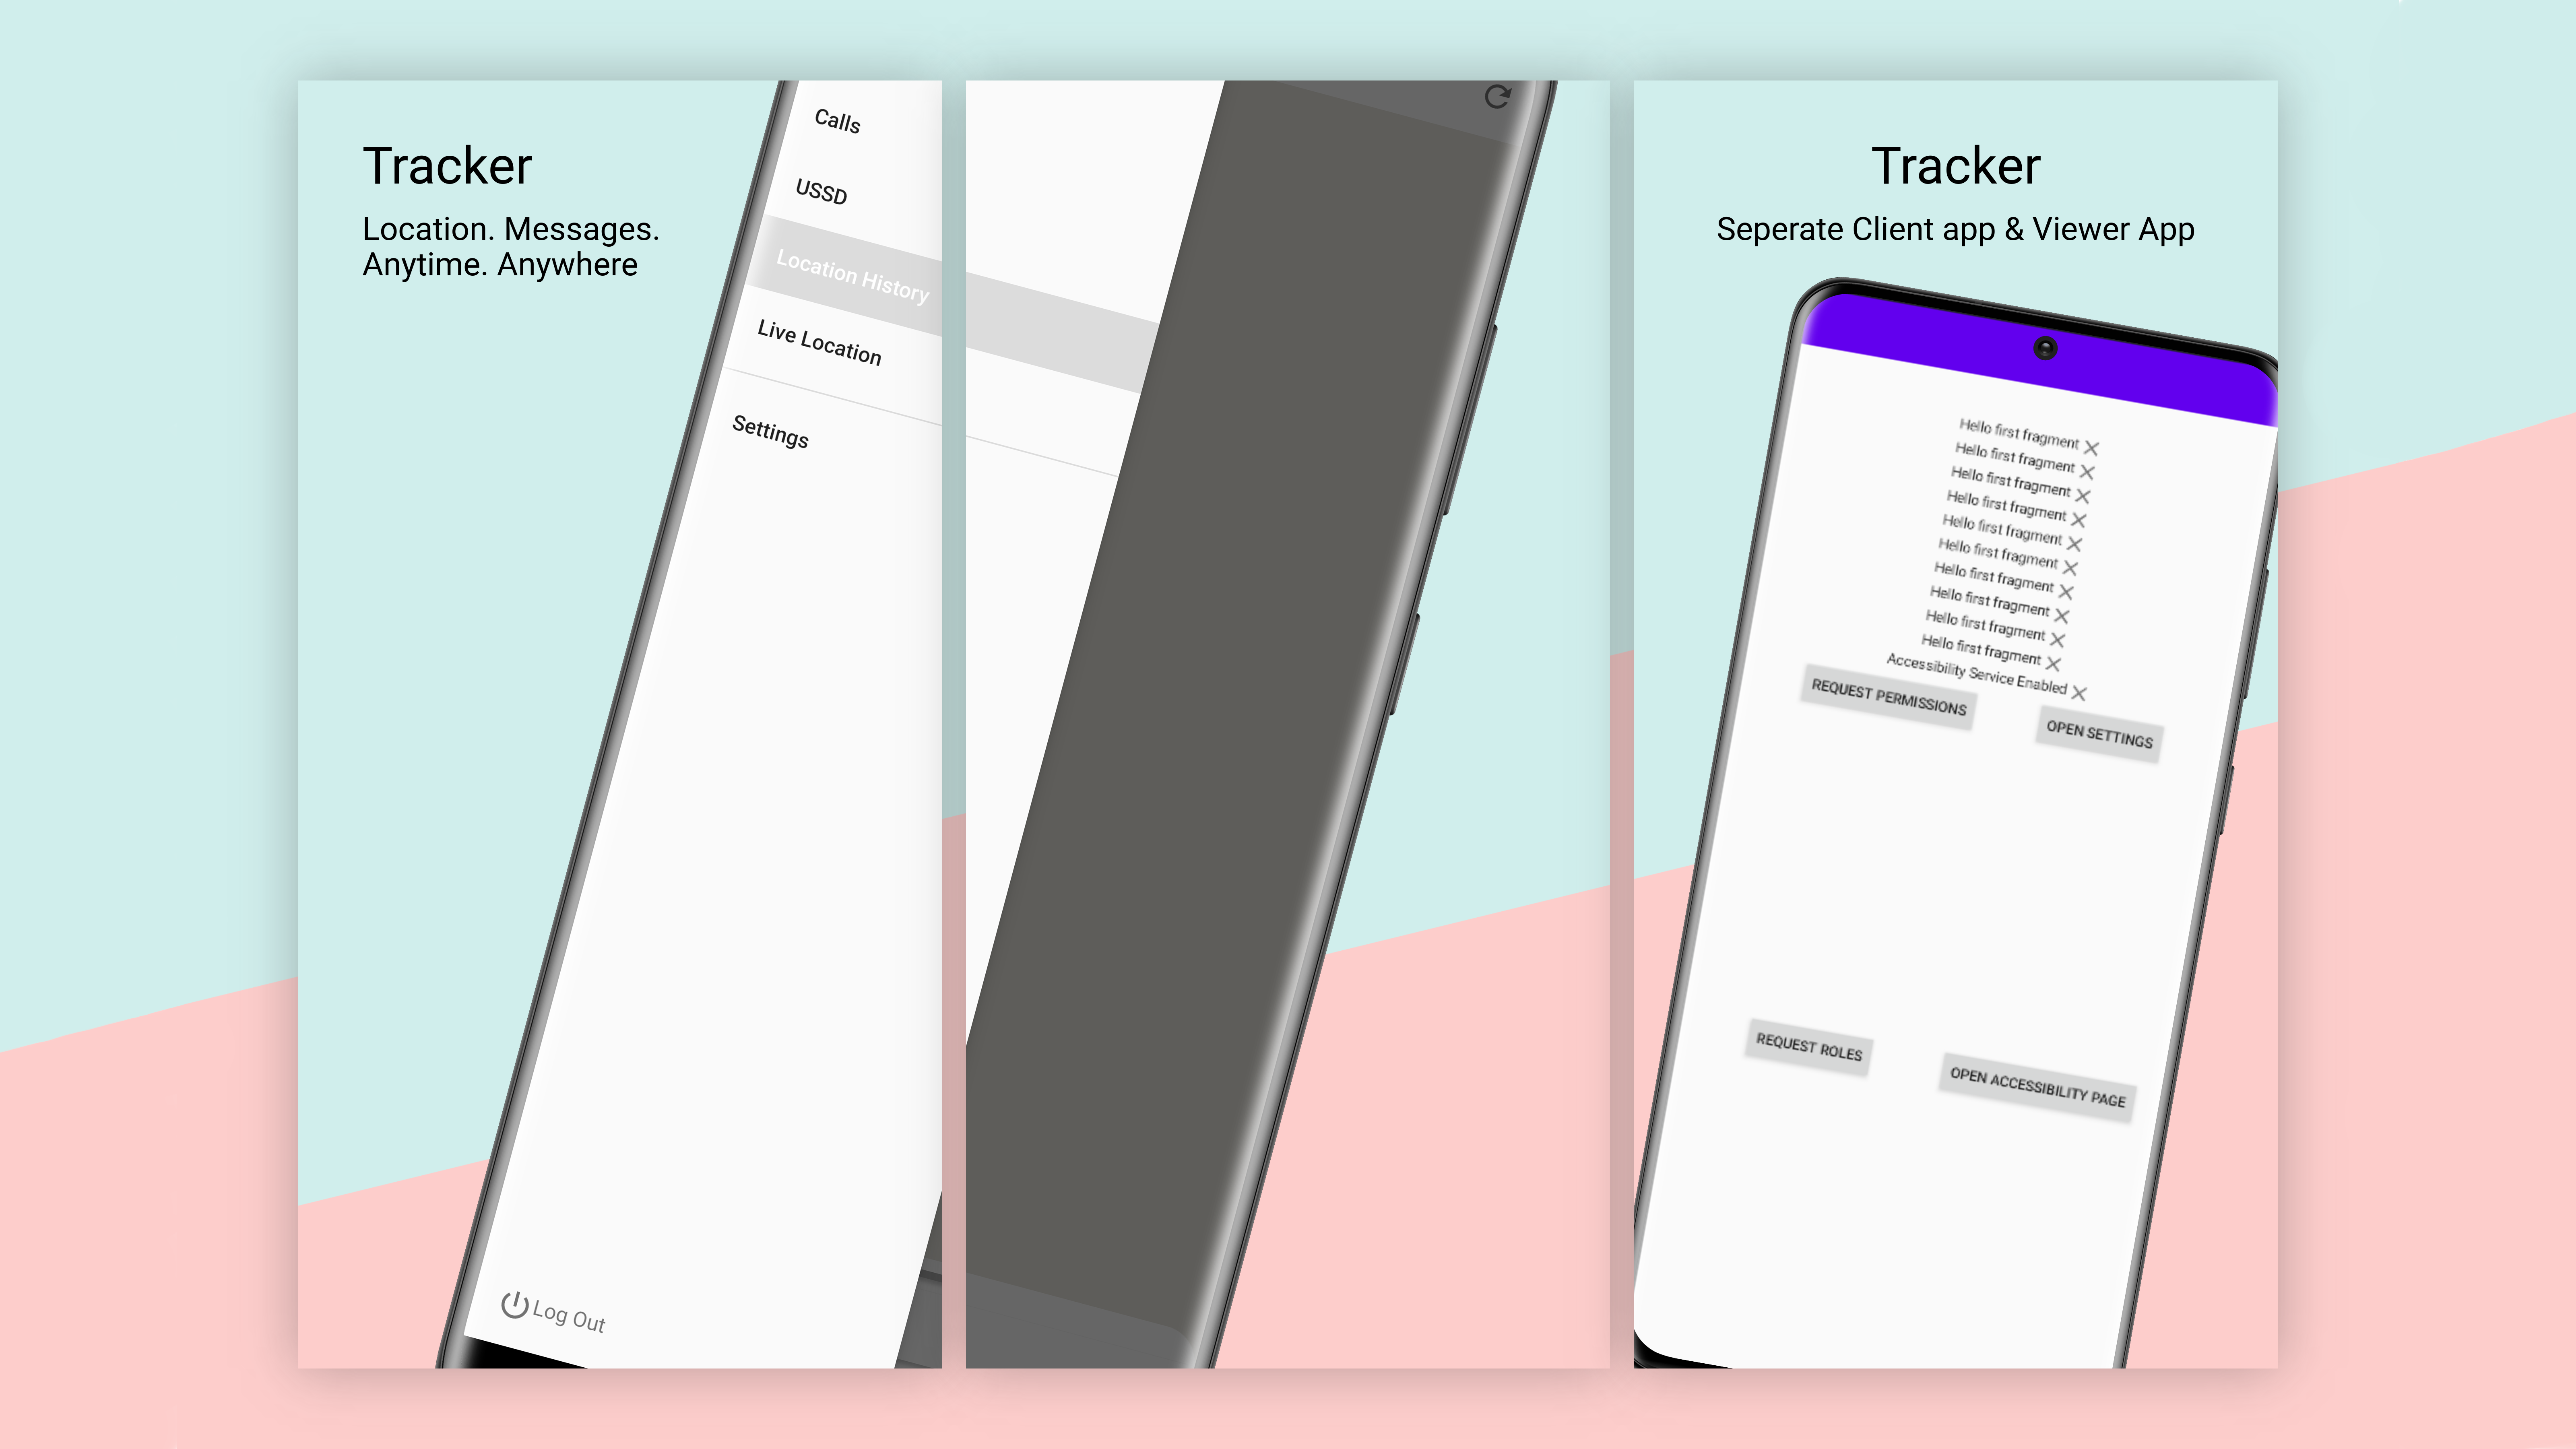 Tracker
Location. Messages.
Anytime. Anywhere
Calls
USSD
Location History
Live Location
Settings
Log Out
Tracker
Seperate Client app & Viewer App
Hello first fragment
Hello first fragment
Hello first fragment
Hello first fragment
Hello first fragment
Hello first fragment
Hello first fragment
Hello first fragment
Hello first fragment
Hello first fragment
Accessibility Service Enabled
REQUEST PERMISSIONS
OPEN SETTINGS
REQUEST ROLES
OPEN ACCESSIBILITY PAGE